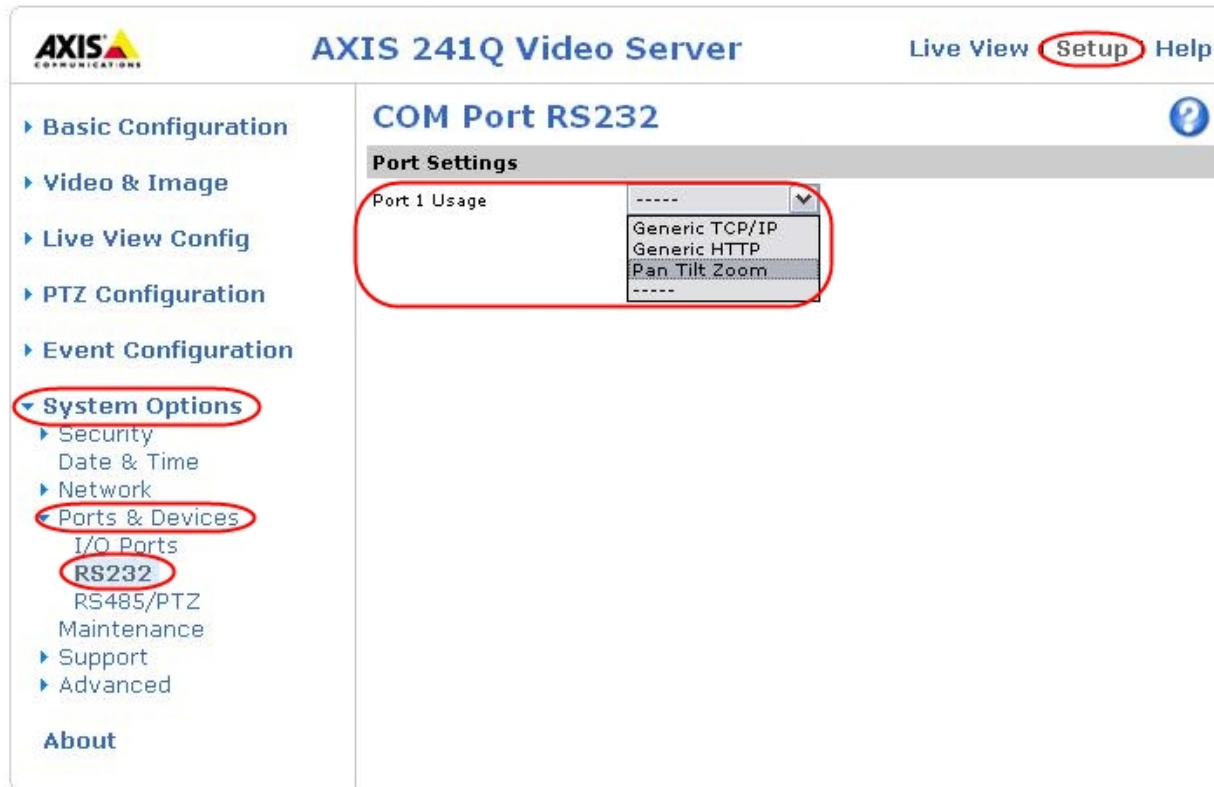 AXIS
COMMUNICATIONS
AXIS 241Q Video Server
Live View | Setup | Help
Basic Configuration
Video & Image
Live View Config
PTZ Configuration
Event Configuration
System Options
Security
Date & Time
Network
Ports & Devices
I/O Ports
RS232
RS485/PTZ
Maintenance
Support
Advanced
About
COM Port RS232
?
Port Settings
Port 1 Usage
-----
Generic TCP/IP
Generic HTTP
Pan Tilt Zoom
-----